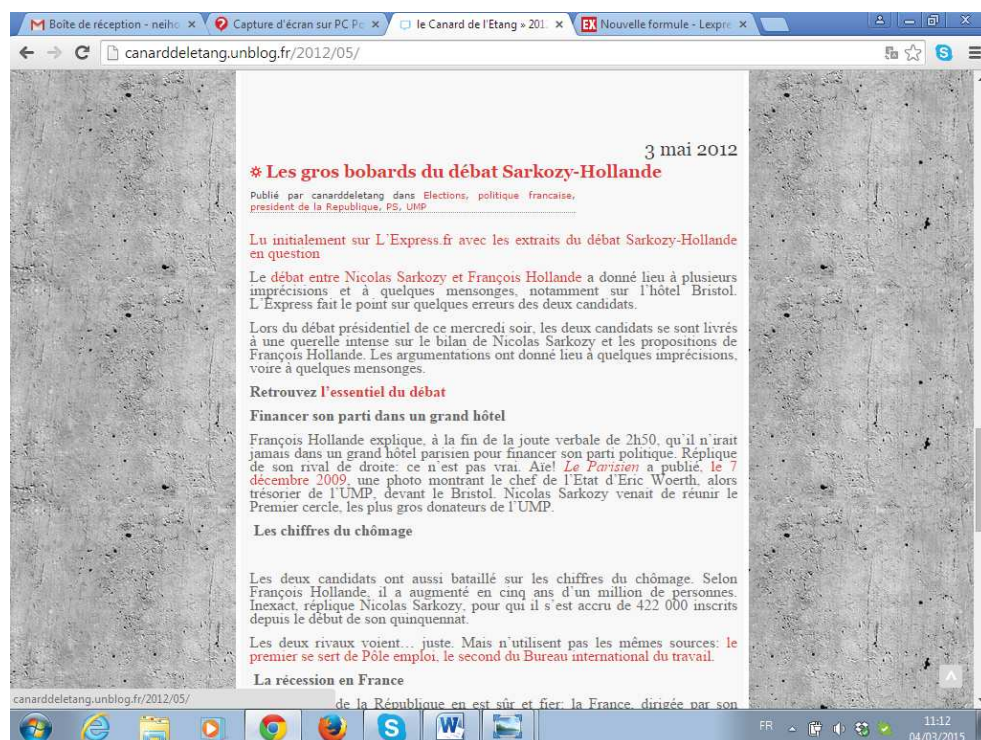 Boîte de réception - neiho
Capture d'écran sur PC Po
le Canard de l'Etang » 201
Nouvelle formule - Lexpre
canarddeletang.unblog.fr/2012/05/
3 mai 2012
Les gros bobards du débat Sarkozy-Hollande
Publié par canarddeletang dans Elections, politique francaise,
president de la Republique, PS, UMP
Lu initialement sur L'Express.fr avec les extraits du débat Sarkozy-Hollande
en question
Le débat entre Nicolas Sarkozy et François Hollande a donné lieu à plusieurs
imprécisions et à quelques mensonges, notamment sur l'hôtel Bristol.
L'Express fait le point sur quelques erreurs des deux candidats.
Lors du débat présidentiel de ce mercredi soir, les deux candidats se sont livrés
à une querelle intense sur le bilan de Nicolas Sarkozy et les propositions de
François Hollande. Les argumentations ont donné lieu à quelques imprécisions,
voire à quelques mensonges.
Retrouvez l'essentiel du débat
Financer son parti dans un grand hôtel
François Hollande explique, à la fin de la joute verbale de 2h50, qu'il n'irait
jamais dans un grand hôtel parisien pour financer son parti politique. Réplique
de son rival de droite: ce n'est pas vrai. Aïe! Le Parisien a publié, le 7
décembre 2009, une photo montrant le chef de l'Etat d'Eric Woerth, alors
trésorier de l'UMP, devant le Bristol. Nicolas Sarkozy venait de réunir le
Premier cercle, les plus gros donateurs de l'UMP.
Les chiffres du chômage
Les deux candidats ont aussi bataillé sur les chiffres du chômage. Selon
François Hollande, il a augmenté en cinq ans d'un million de personnes.
Inexact, réplique Nicolas Sarkozy, pour qui il s'est accru de 422 000 inscrits
depuis le début de son quinquennat.
Les deux rivaux voient… juste. Mais n'utilisent pas les mêmes sources: le
premier se sert de Pôle emploi, le second du Bureau international du travail.
La récession en France
de la République en est sûr et fier: la France, dirigée par son
canarddeletang.unblog.fr/2012/05/
FR
11:12
04/03/2015